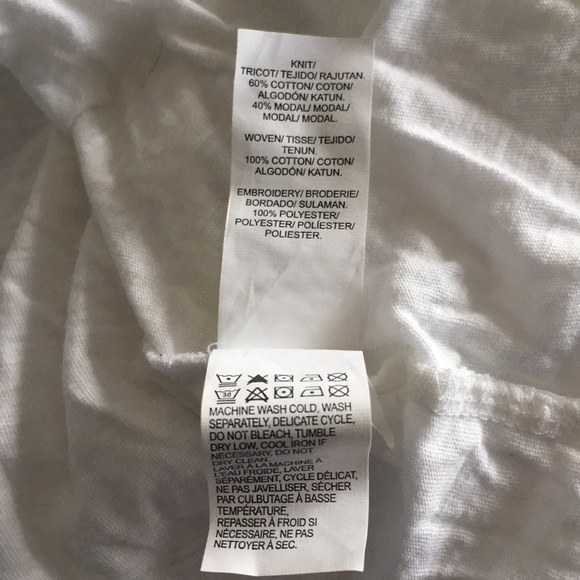 KNIT/
TRICOT/ TEJIDO/ RAJUTAN.
60% COTTON/ COTON/
ALGODÓN/ KATUN.
40% MODAL/ MODAL/
MODAL/ MODAL.
WOVEN/ TISSE/ TEJIDO/
TENUN.
100% COTTON/ COTON/
ALGODÓN/ KATUN.
EMBROIDERY/ BRODERIE/
BORDADO/ SULAMAN.
100% POLYESTER/
POLYESTER/ POLÍESTER/
POLIESTER.
30
MACHINE WASH COLD, WASH
SEPARATELY, DELICATE CYCLE,
DO NOT BLEACH, TUMBLE
DRY LOW, COOL IRON IF
NECESSARY, DO NOT
DRY CLEAN.
LAVER À LA MACHINE À
L'EAU FROIDE, LAVER
SÉPARÉMENT, CYCLE DÉLICAT,
NE PAS JAVELLISER, SÉCHER
PAR CULBUTAGE À BASSE
TEMPÉRATURE,
REPASSER À FROID SI
NÉCESSAIRE, NE PAS
NETTOYER À SEC.